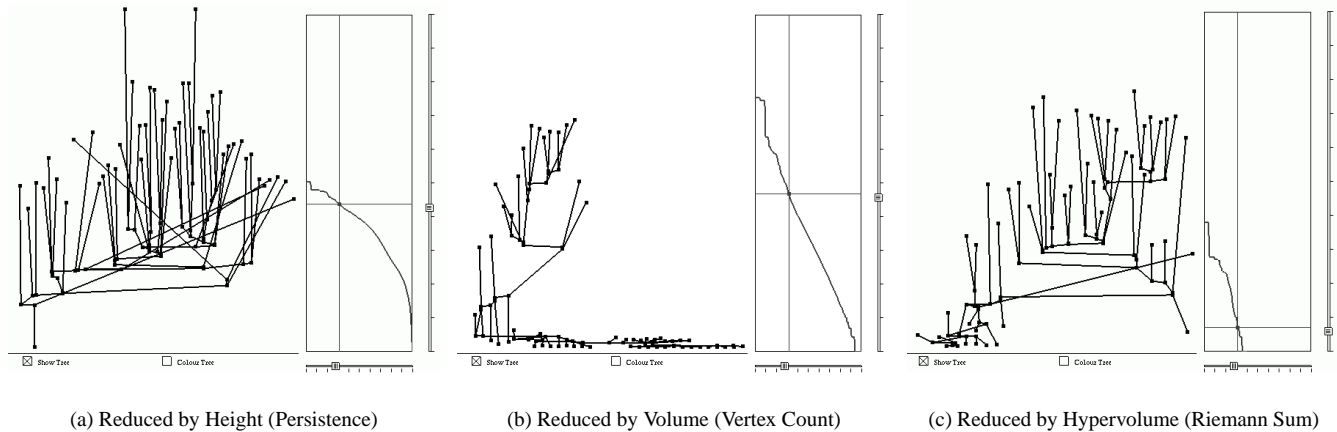 Show Tree
Colour Tree
Show Tree
Colour Tree
Show Tree
Colour Tree
(a) Reduced by Height (Persistence)
(b) Reduced by Volume (Vertex Count)
(c) Reduced by Hypervolume (Riemann Sum)